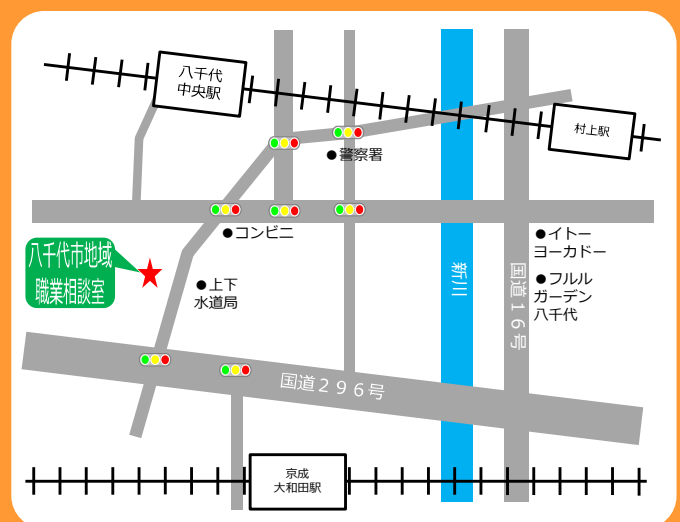 八千代
中央駅
村上駅
●警察署
●コンビニ
●イトー
ヨーカドー
八千代市地域
職業相談室
●上下
水道局
新川
国道１６号
●フルル
ガーデン
八千代
国道２９６号
京成
大和田駅